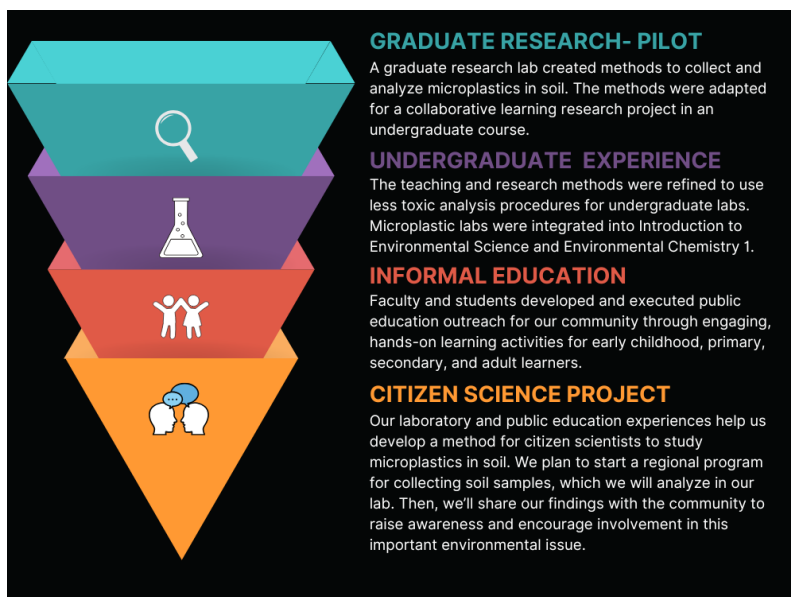 GRADUATE RESEARCH- PILOT
A graduate research lab created methods to collect and
analyze microplastics in soil. The methods were adapted
for a collaborative learning research project in an
undergraduate course.
UNDERGRADUATE EXPERIENCE
The teaching and research methods were refined to use
less toxic analysis procedures for undergraduate labs.
Microplastic labs were integrated into Introduction to
Environmental Science and Environmental Chemistry 1.
INFORMAL EDUCATION
Faculty and students developed and executed public
education outreach for our community through engaging,
hands-on learning activities for early childhood, primary,
secondary, and adult learners.
CITIZEN SCIENCE PROJECT
Our laboratory and public education experiences help us
develop a method for citizen scientists to study
microplastics in soil. We plan to start a regional program
for collecting soil samples, which we will analyze in our
lab. Then, we'll share our findings with the community to
raise awareness and encourage involvement in this
important environmental issue.